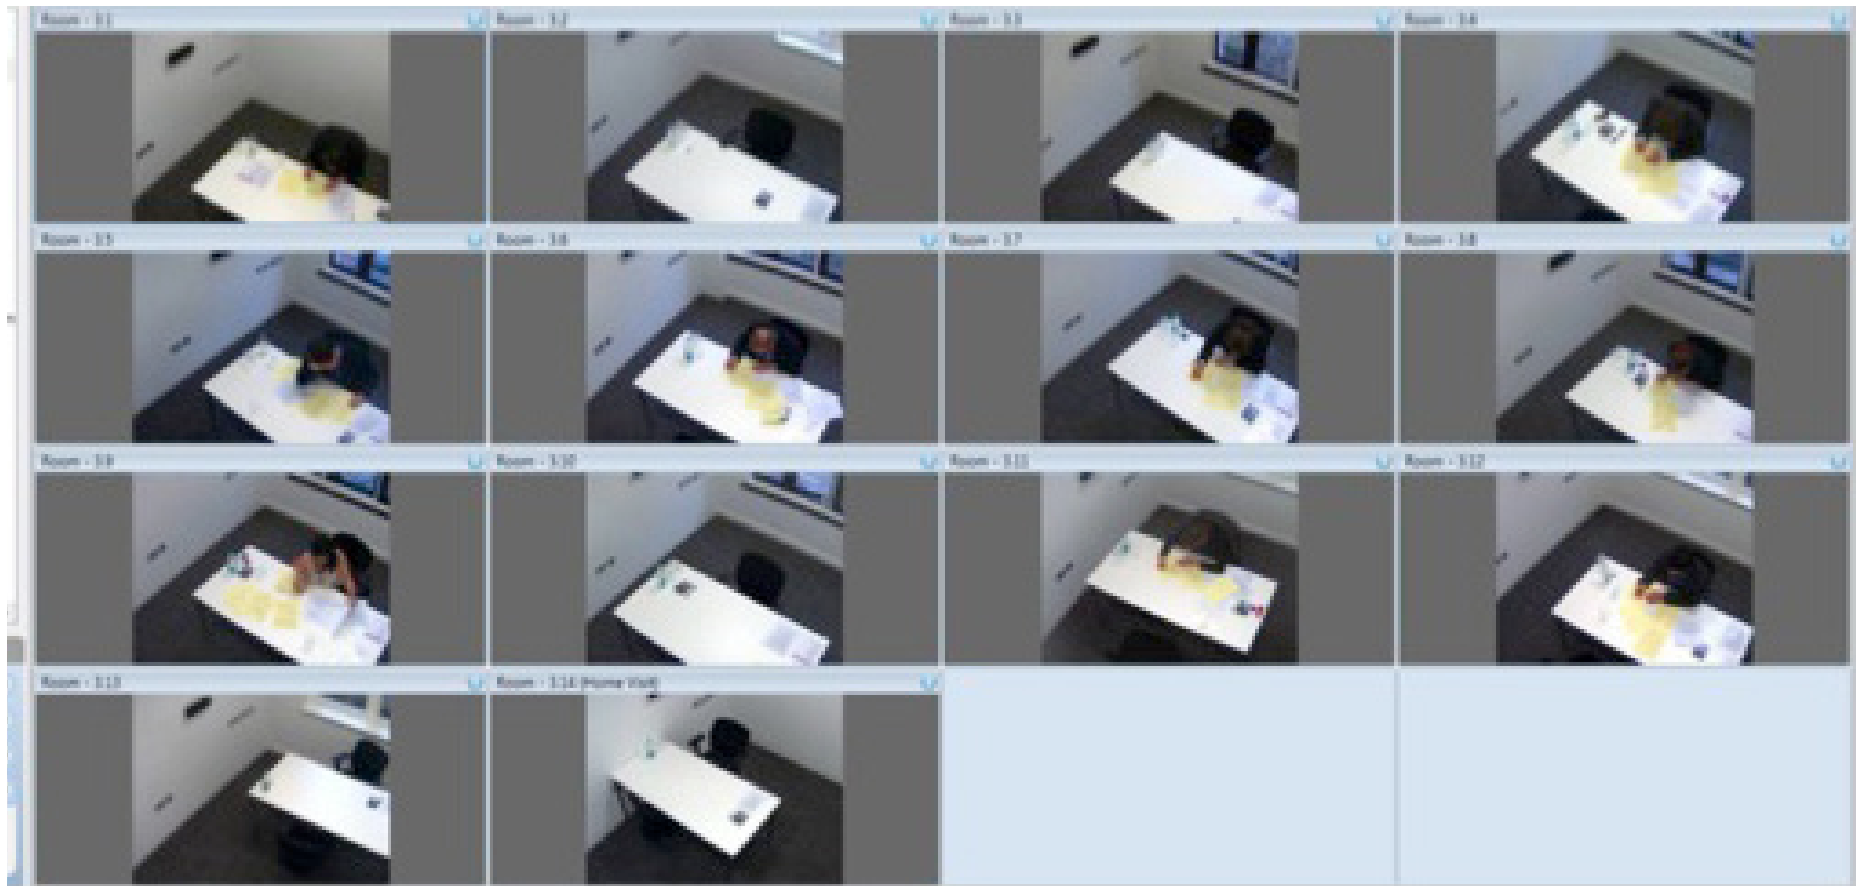 Room - 3.1
Room - 3.2
Room - 3.3
Room - 3.4
Room - 3.5
Room - 3.6
Room - 3.7
Room - 3.8
Room - 3.9
Room - 3.10
Room - 3.11
Room - 3.12
Room - 3.13
Room - 3.14 (Home Visit)